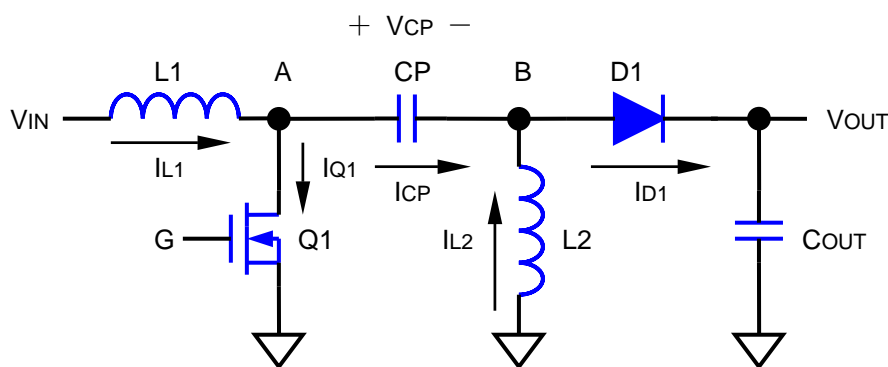 + VCP −
L1 A CP B D1
VIN VOUT
IL1 IQ1 ICP ID1
G Q1 IL2 L2 COUT